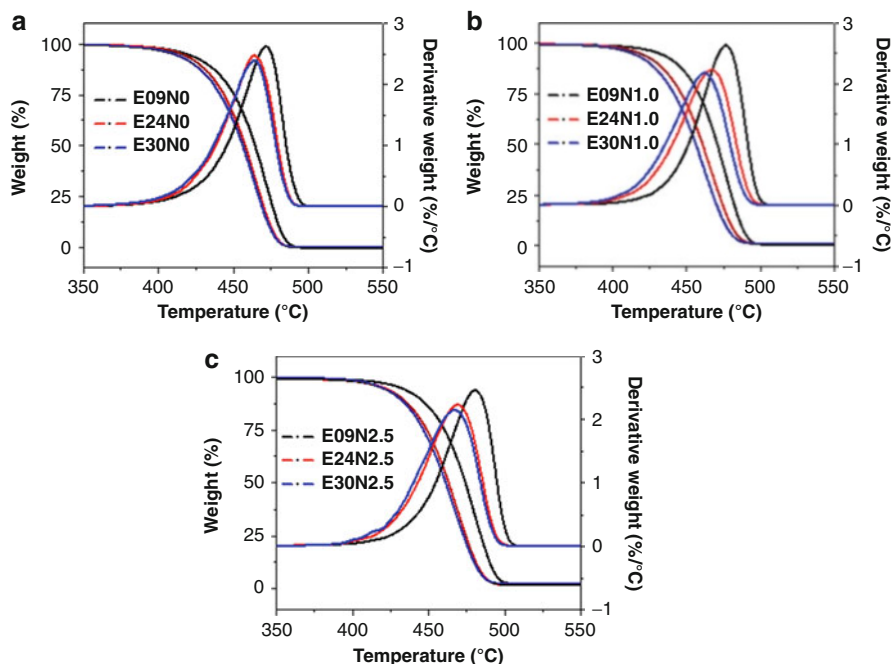 a
100
75
50
25
0
Weight (%)
E09N0
E24N0
E30N0
3
2
1
0
−1
Derivative weight (%/°C)
350 400 450 500 550
Temperature (°C)
b
100
75
50
25
0
Weight (%)
E09N1.0
E24N1.0
E30N1.0
3
2
1
0
−1
Derivative weight (%/°C)
350 400 450 500 550
Temperature (°C)
c
100
75
50
25
0
Weight (%)
E09N2.5
E24N2.5
E30N2.5
3
2
1
0
−1
Derivative weight (%/°C)
350 400 450 500 550
Temperature (°C)